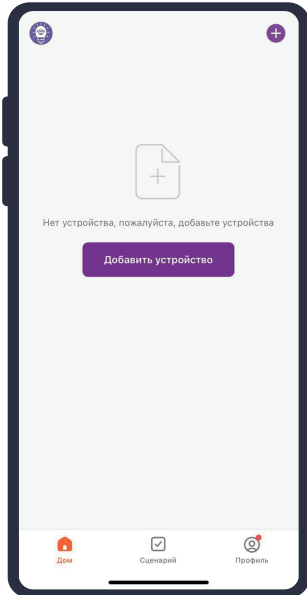 Нет устройства, пожалуйста, добавьте устройства
Добавить устройство
Дом
Сценарий
Профиль